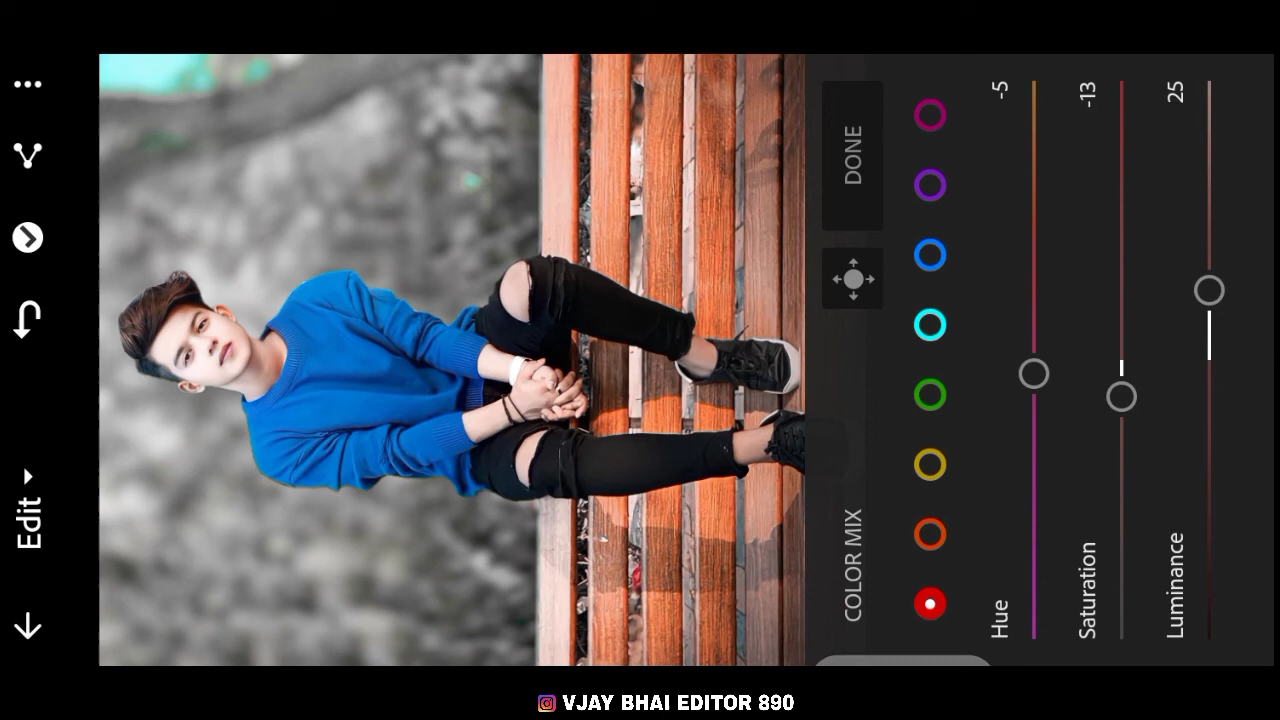 Edit
COLOR MIX
DONE
Hue -5
Saturation -13
Luminance 25
VJAY BHAI EDITOR 890